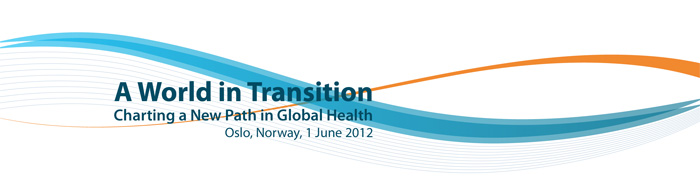 A World in Transition
Charting a New Path in Global Health
Oslo, Norway, 1 June 2012